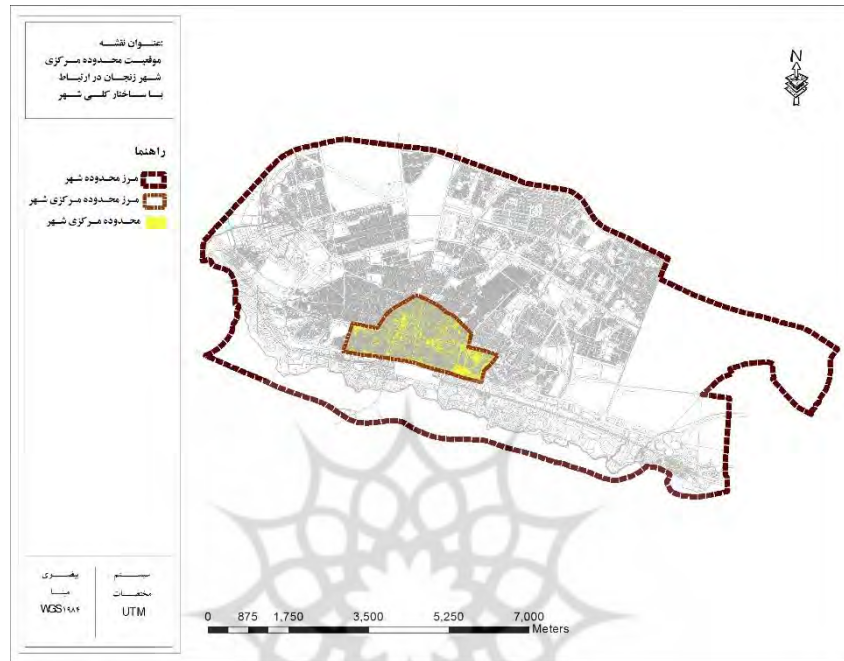 عنوان نقشه:
موقعیت محدوده مرکزی
شهر زنجان در ارتباط
با ساختار کلی شهر
راهنما
مرز محدوده شهر
مرز محدوده مرکزی شهر
محدوده مرکزی شهر
N
سیستم
مختصات
UTM
بیضوی
مبنا
WGS۱۹۸۴
0 875 1,750 3,500 5,250 7,000
Meters